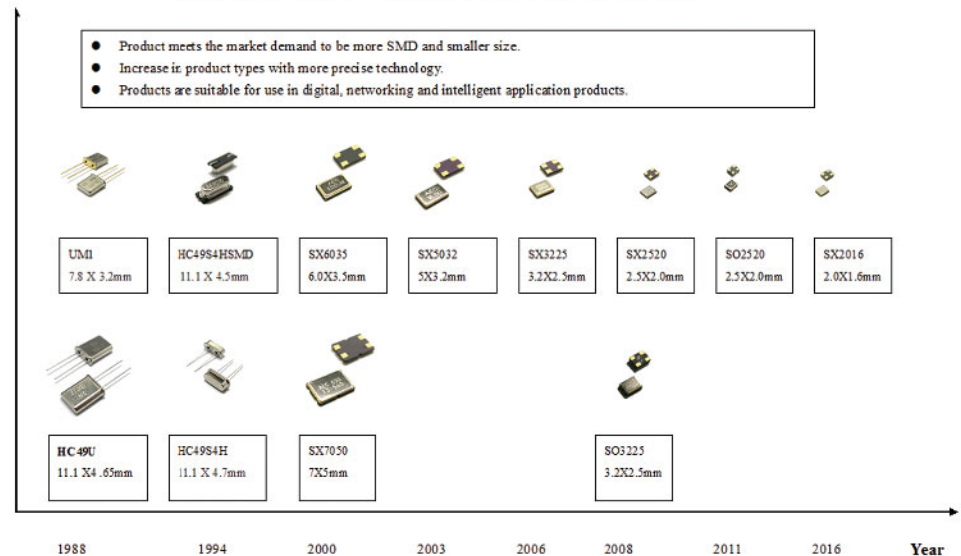 Product meets the market demand to be more SMD and smaller size.
Increase in product types with more precise technology.
Products are suitable for use in digital, networking and intelligent application products.
UM1
7.8 X 3.2mm
HC49S4HSMD
11.1 X 4.5mm
SX6035
6.0X3.5mm
SX5032
5X3.2mm
SX3225
3.2X2.5mm
SX2520
2.5X2.0mm
SO2520
2.5X2.0mm
SX2016
2.0X1.6mm
HC49U
11.1 X4 .65mm
HC49S4H
11.1 X 4.7mm
SX7050
7X5mm
SO3225
3.2X2.5mm
1988 1994 2000 2003 2006 2008 2011 2016 Year